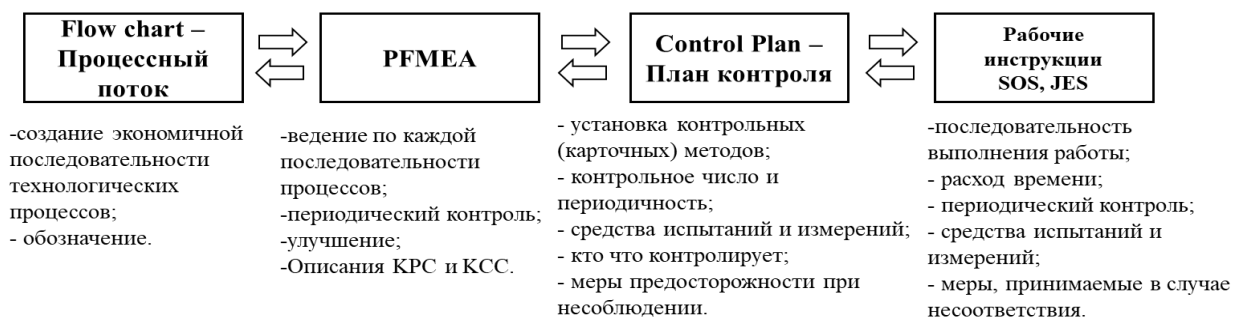 Flow chart –
Процессный
поток
PFMEA
Control Plan –
План контроля
Рабочие
инструкции
SOS, JES
-создание экономичной
последовательности
технологических
процессов;
- обозначение.
-ведение по каждой
последовательности
процессов;
-периодический контроль;
-улучшение;
-Описания KPC и KCC.
- установка контрольных
(карточных) методов;
- контрольное число и
периодичность;
- средства испытаний и измерений;
- кто что контролирует;
- меры предосторожности при
несоблюдении.
-последовательность
выполнения работы;
- расход времени;
- периодический контроль;
- средства испытаний и
измерений;
- меры, принимаемые в случае
несоответствия.